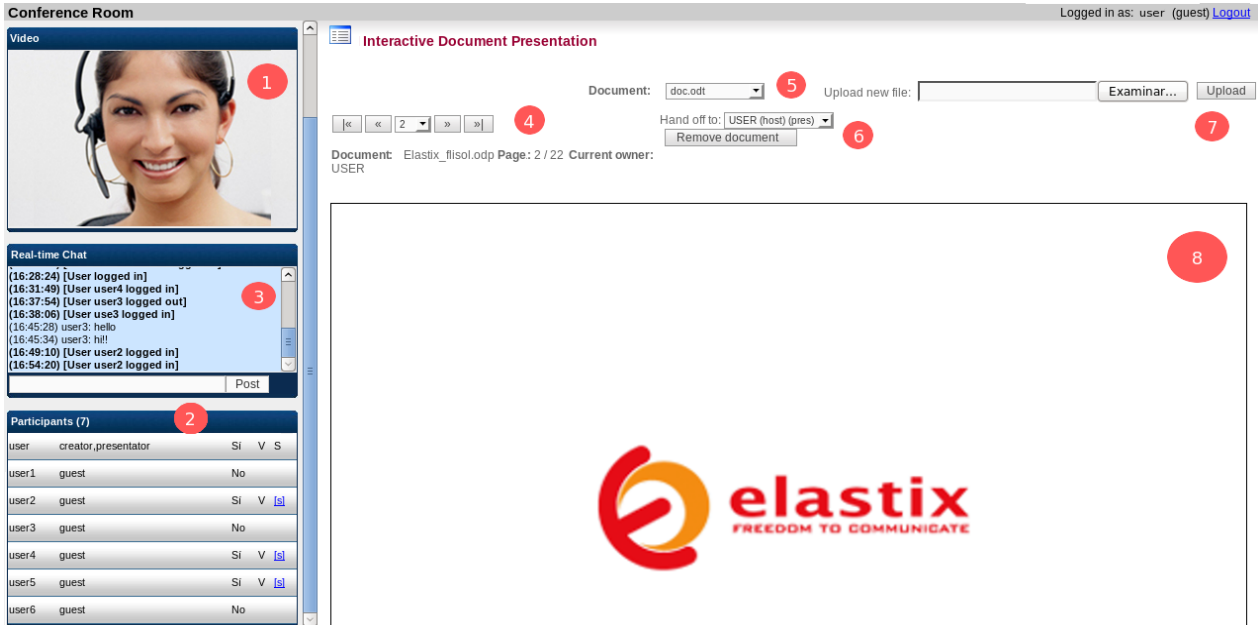 Conference Room
Logged in as: user (guest) Logout
Video
1
Real-time Chat
(16:28:24) [User logged in]
(16:31:49) [User user4 logged in]
(16:37:54) [User user3 logged out]
(16:38:06) [User use3 logged in]
(16:45:28) user3: hello
(16:45:34) user3: hi!!
(16:49:10) [User user2 logged in]
(16:54:20) [User user2 logged in]
3
Post
Participants (7)
2
user creator,presentator Sí V S
user1 guest No
user2 guest Sí V [s]
user3 guest No
user4 guest Sí V [s]
user5 guest Sí V [s]
user6 guest No
Interactive Document Presentation
Document: doc.odt 5 Upload new file: Examinar... Upload
|« « 2 » »| 4 Hand off to: USER (host) (pres) 6 7
Remove document
Document: Elastix_flisol.odp Page: 2 / 22 Current owner:
USER
8
elastix
FREEDOM TO COMMUNICATE